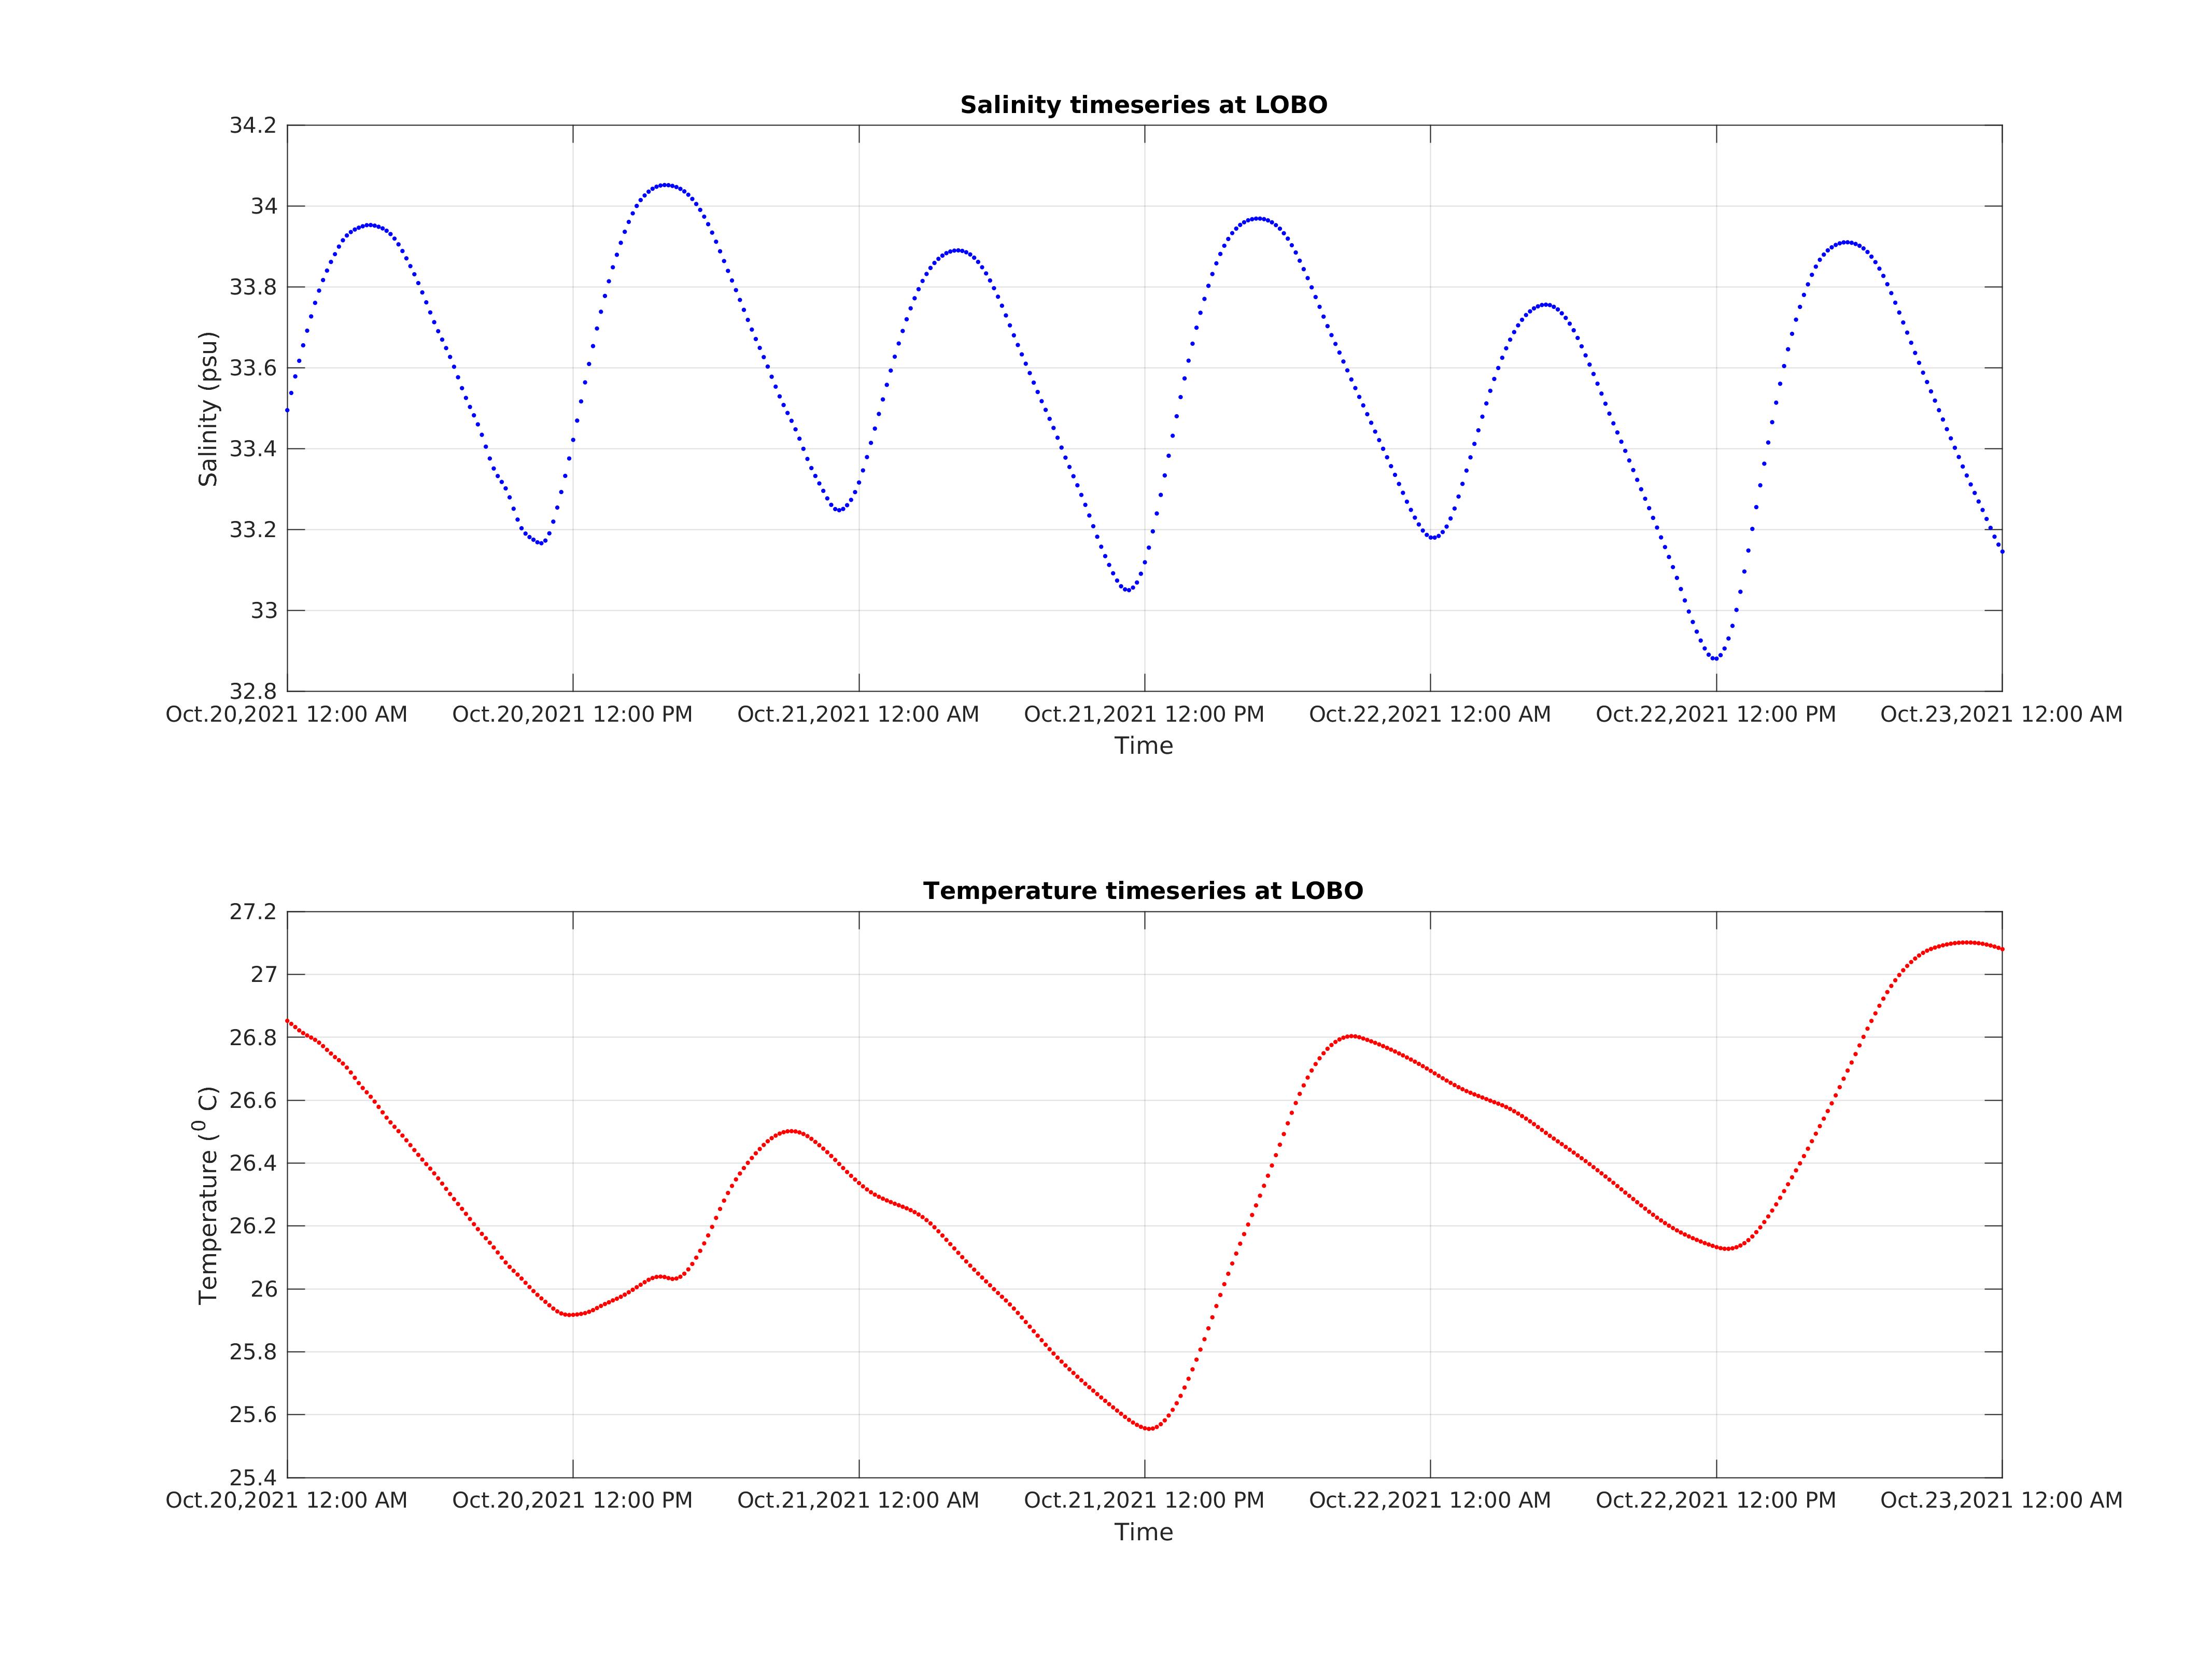 Salinity timeseries at LOBO
34.2
34
33.8
33.6
33.4
33.2
33
32.8
Salinity (psu)
Oct.20,2021 12:00 AM Oct.20,2021 12:00 PM Oct.21,2021 12:00 AM Oct.21,2021 12:00 PM Oct.22,2021 12:00 AM Oct.22,2021 12:00 PM Oct.23,2021 12:00 AM
Time
Temperature timeseries at LOBO
27.2
27
26.8
26.6
26.4
26.2
26
25.8
25.6
25.4
Temperature (⁰ C)
Oct.20,2021 12:00 AM Oct.20,2021 12:00 PM Oct.21,2021 12:00 AM Oct.21,2021 12:00 PM Oct.22,2021 12:00 AM Oct.22,2021 12:00 PM Oct.23,2021 12:00 AM
Time